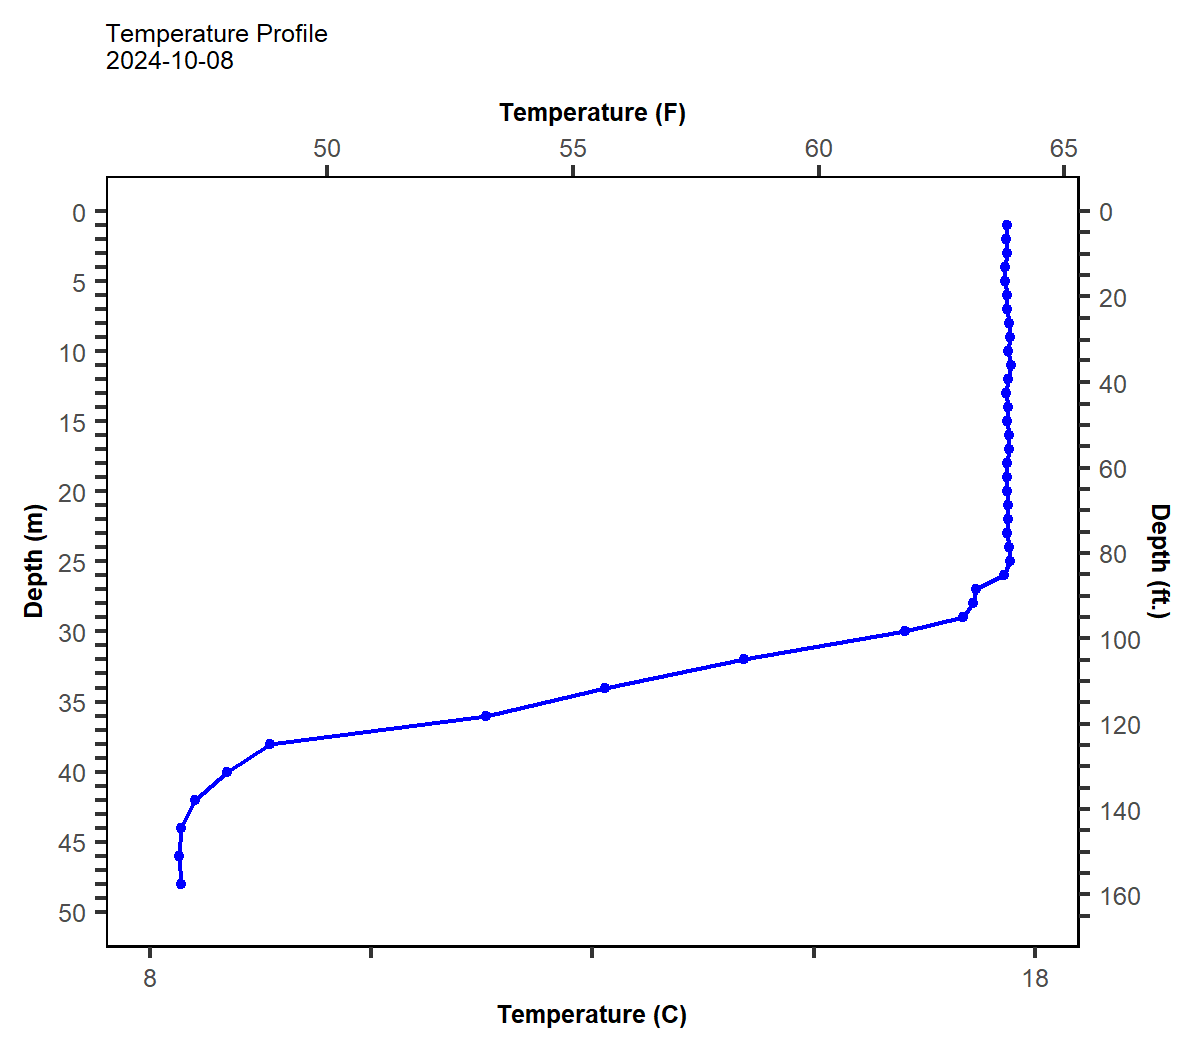 Temperature Profile
2024-10-08
Temperature (F)
50 55 60 65
0 0
5 20
10 40
15 60
20 80
25 100
30 120
35 140
40 160
45
50
Depth (m)
Depth (ft.)
8 18
Temperature (C)